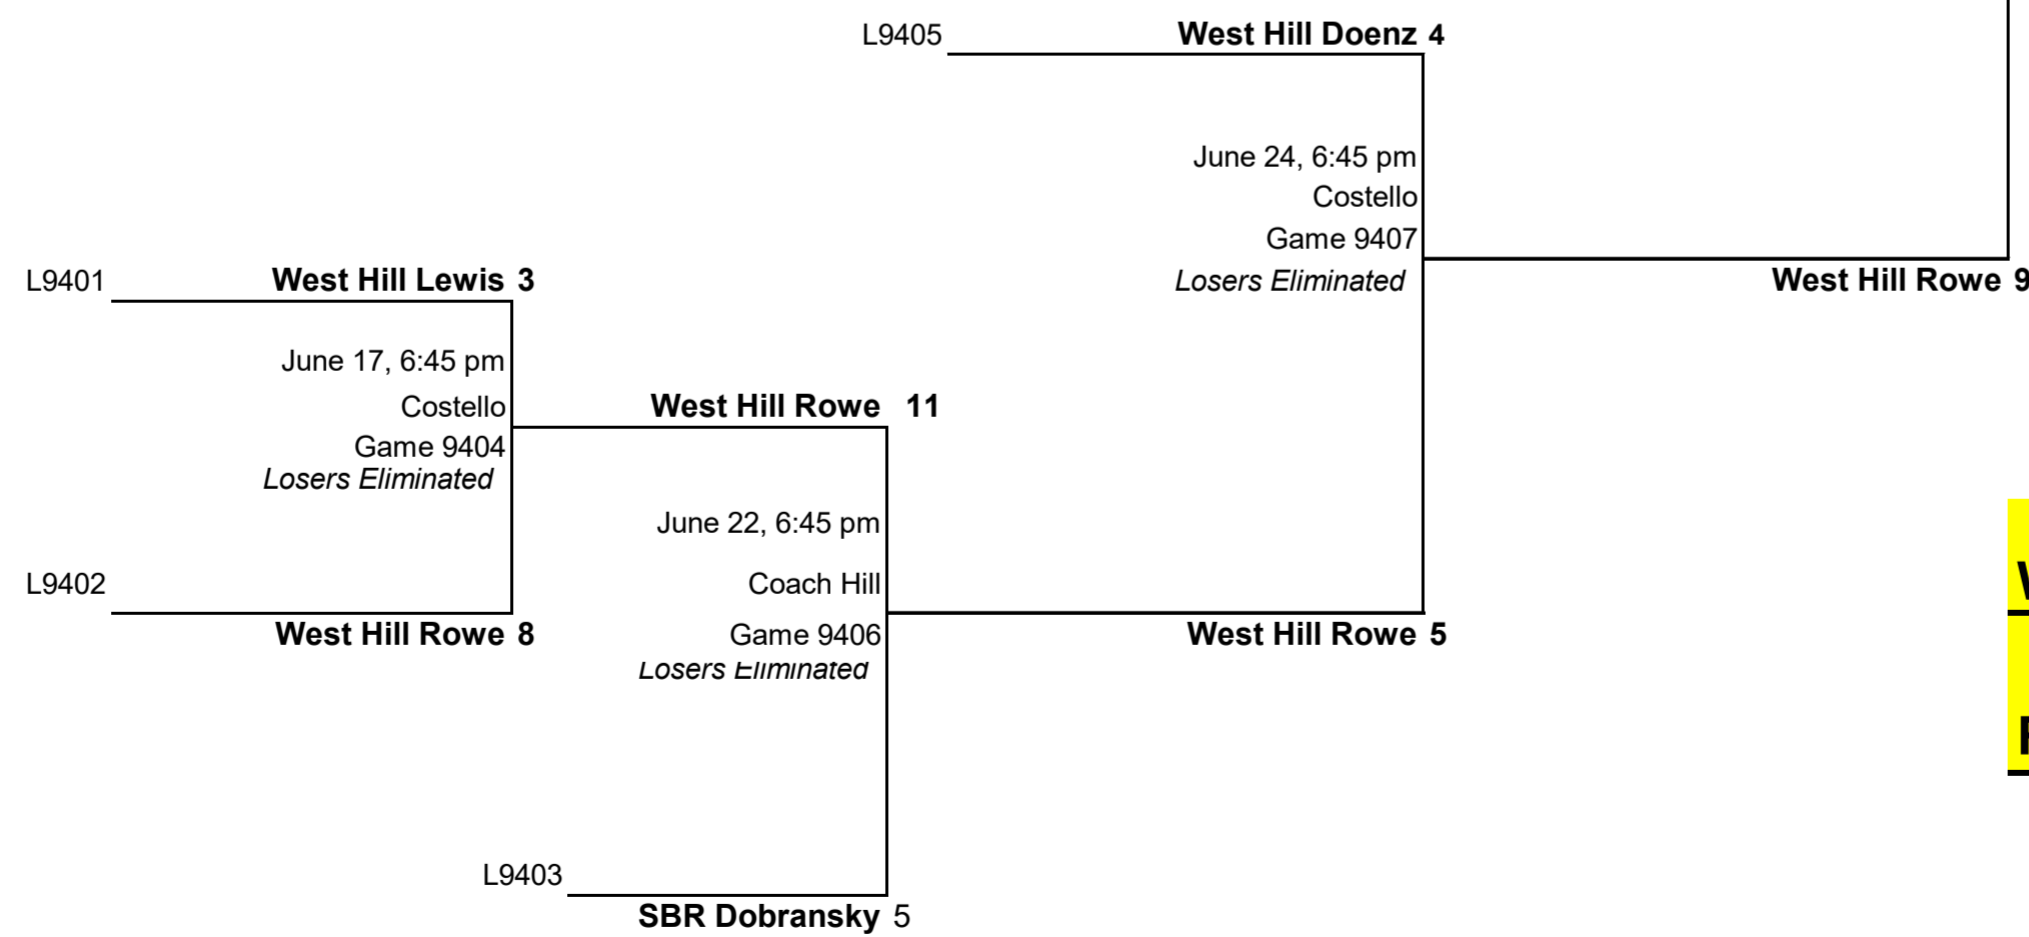 L9405 West Hill Doenz 4
June 24, 6:45 pm
Costello
Game 9407
Losers Eliminated
West Hill Rowe 9
L9401 West Hill Lewis 3
June 17, 6:45 pm
Costello
Game 9404
Losers Eliminated
West Hill Rowe 11
June 22, 6:45 pm
Coach Hill
Game 9406
Losers Eliminated
L9402
West Hill Rowe 8
West Hill Rowe 5
L9403
SBR Dobransky 5